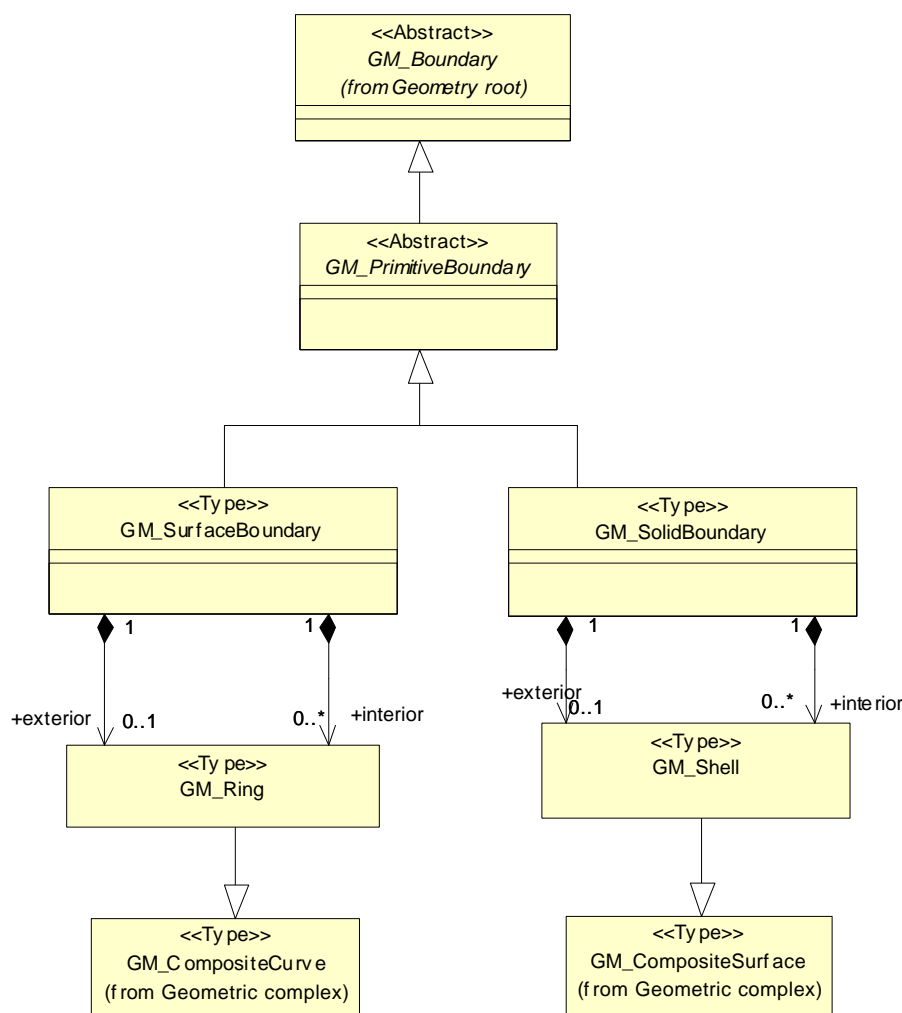 <<Abstract>>
GM_Boundary
(from Geometry root)
<<Abstract>>
GM_PrimitiveBoundary
<<Type>>
GM_SurfaceBoundary
<<Type>>
GM_SolidBoundary
1
1
1
1
+exterior
0..1
0..*
+interior
+exterior
0..1
0..*
+interior
<<Type>>
GM_Ring
<<Type>>
GM_Shell
<<Type>>
GM_CompositeCurve
(from Geometric complex)
<<Type>>
GM_CompositeSurface
(from Geometric complex)